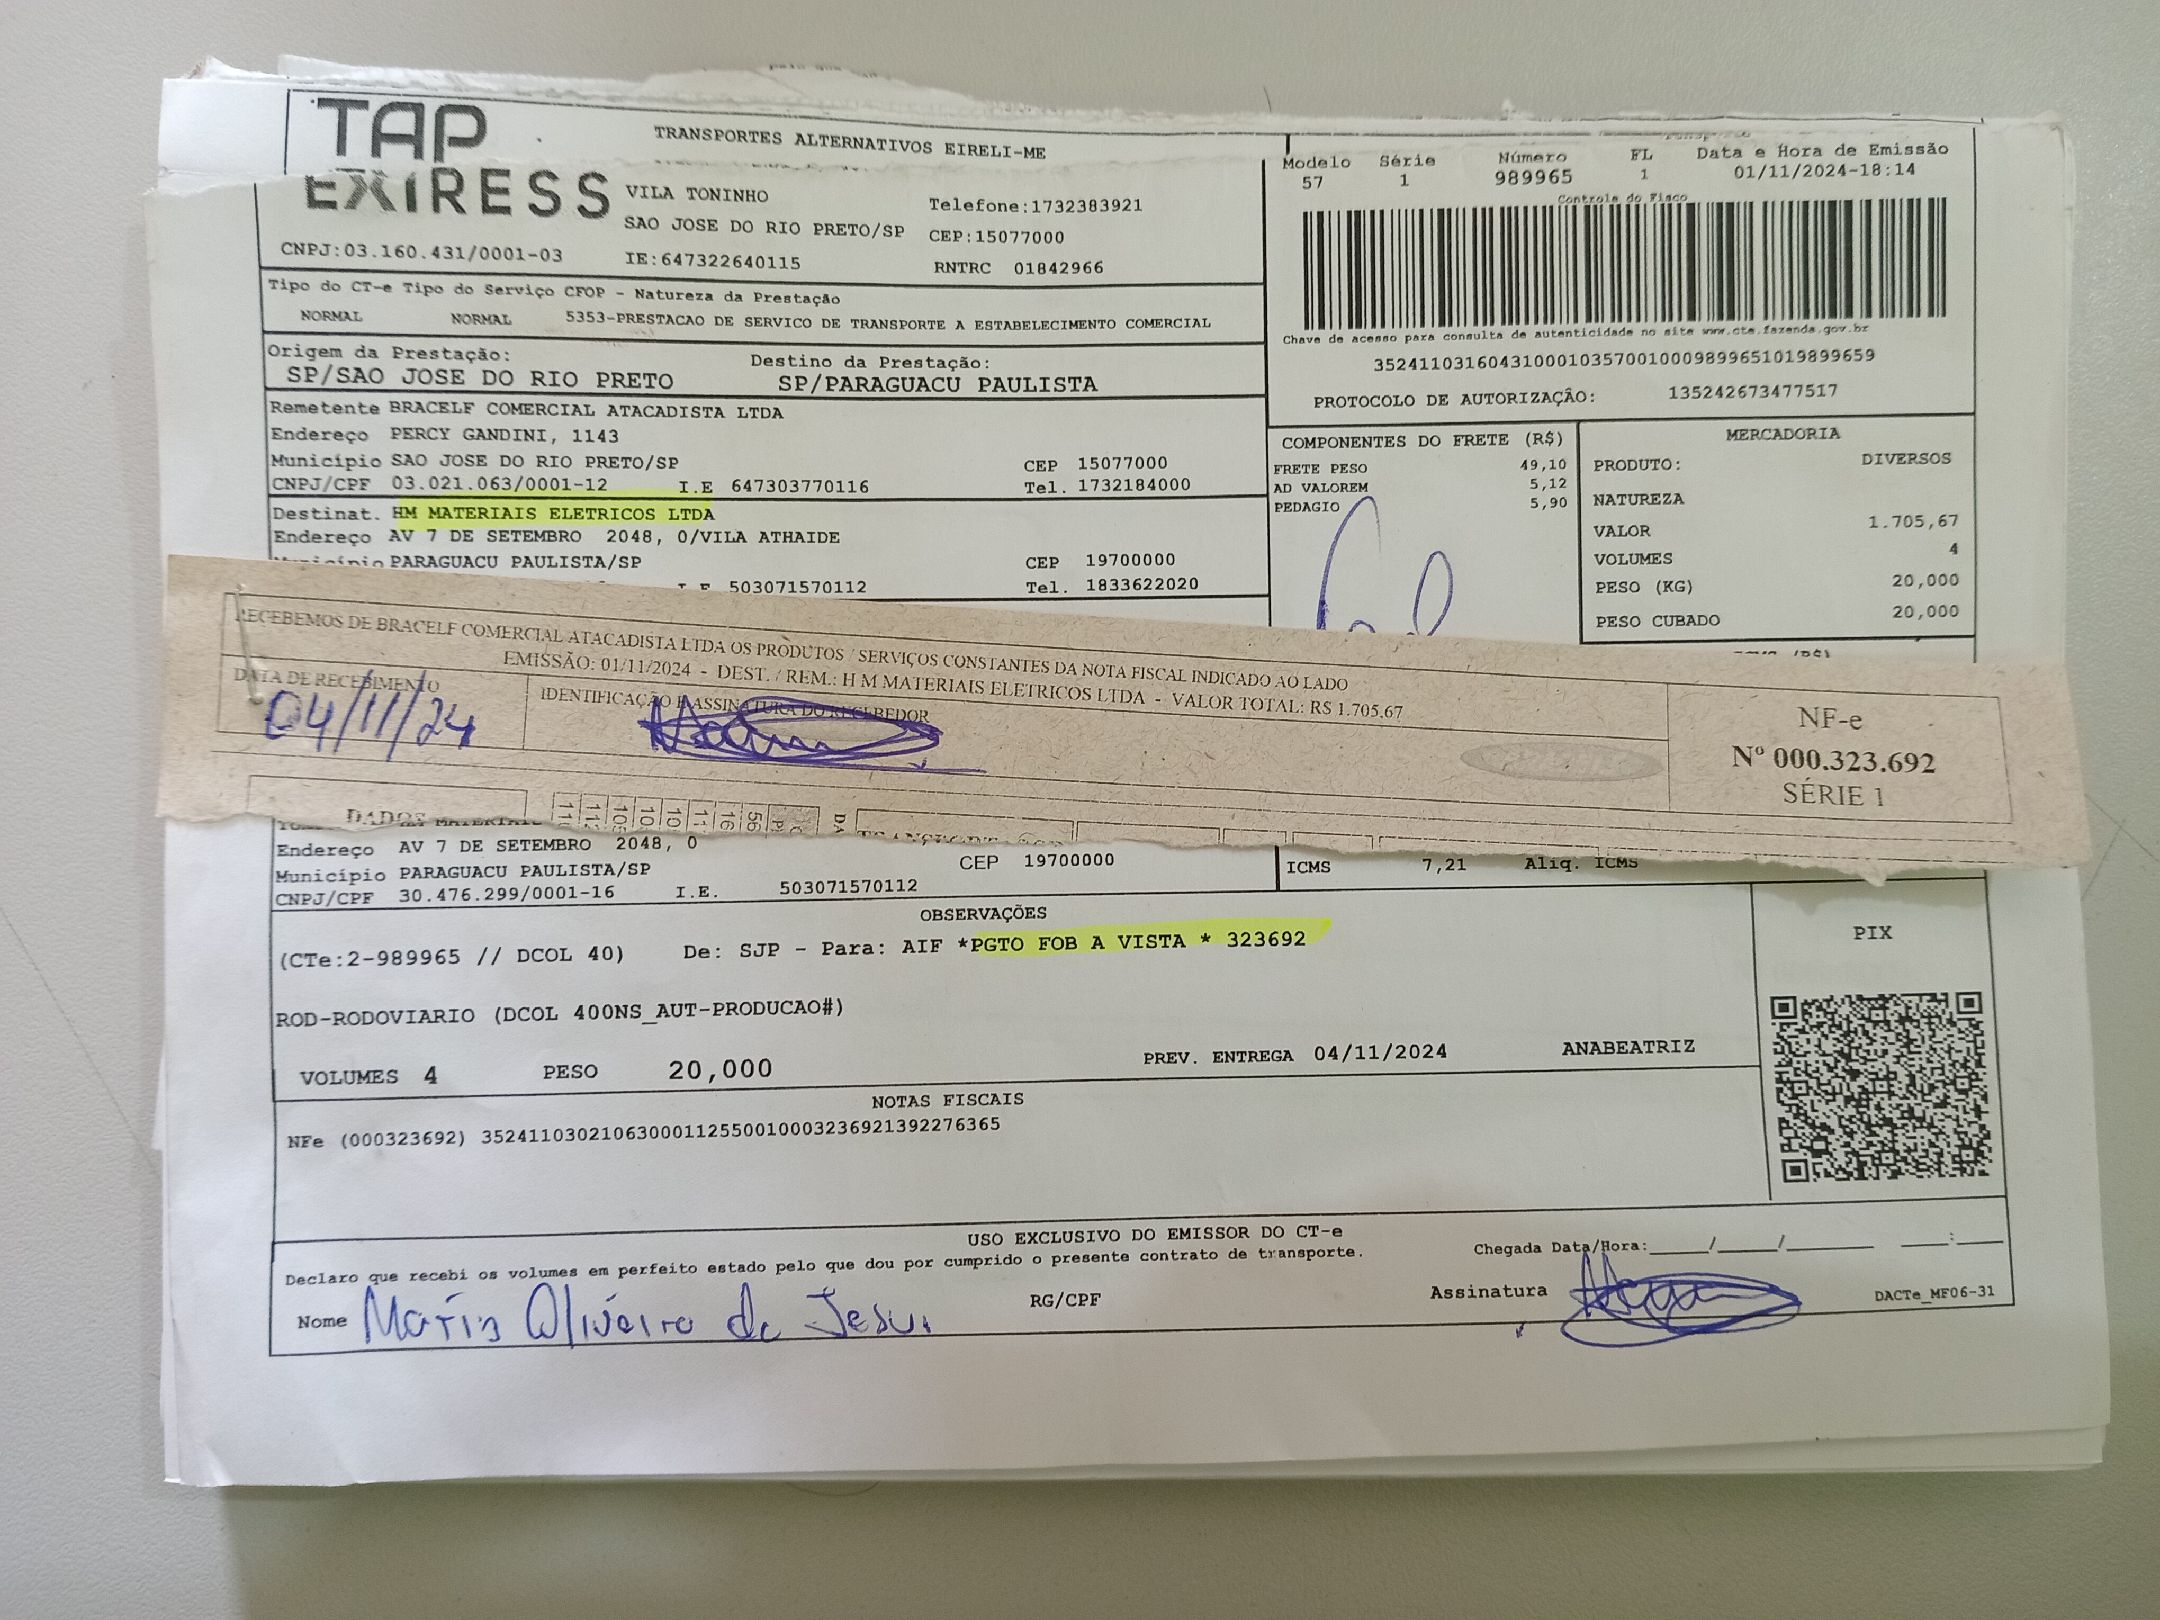 TAP
EXPRESS
TRANSPORTES ALTERNATIVOS EIRELI-ME
VILA TONINHO
Telefone:1732383921
SAO JOSE DO RIO PRETO/SP CEP:15077000
CNPJ:03.160.431/0001-03 IE:647322640115 RNTRC 01842966
Modelo Série Número FL Data e Hora de Emissão
57 1 989965 1 01/11/2024-18:14
Controle do Fisco
Chave de acesso para consulta de autenticidade no site www.cte.fazenda.gov.br
35241103160431000103570010009899651019899659
PROTOCOLO DE AUTORIZAÇÃO: 135242673477517
Tipo do CT-e Tipo do Serviço CFOP - Natureza da Prestação
NORMAL NORMAL 5353-PRESTACAO DE SERVICO DE TRANSPORTE A ESTABELECIMENTO COMERCIAL
Origem da Prestação: Destino da Prestação:
SP/SAO JOSE DO RIO PRETO SP/PARAGUACU PAULISTA
Remetente BRACELF COMERCIAL ATACADISTA LTDA
Endereço PERCY GANDINI, 1143
Município SAO JOSE DO RIO PRETO/SP CEP 15077000
CNPJ/CPF 03.021.063/0001-12 I.E 647303770116 Tel. 1732184000
Destinat. HM MATERIAIS ELETRICOS LTDA
Endereço AV 7 DE SETEMBRO 2048, 0/VILA ATHAIDE
Município PARAGUACU PAULISTA/SP CEP 19700000
I.E 503071570112 Tel. 1833622020
COMPONENTES DO FRETE (R$)
FRETE PESO 49,10
AD VALOREM 5,12
PEDAGIO 5,90
MERCADORIA
PRODUTO: DIVERSOS
NATUREZA
VALOR 1.705,67
VOLUMES 4
PESO (KG) 20,000
PESO CUBADO 20,000
RECEBEMOS DE BRACELF COMERCIAL ATACADISTA LTDA OS PRODUTOS / SERVIÇOS CONSTANTES DA NOTA FISCAL INDICADO AO LADO
EMISSÃO: 01/11/2024 - DEST. / REM.: H M MATERIAIS ELETRICOS LTDA - VALOR TOTAL: R$ 1.705,67
DATA DE RECEBIMENTO IDENTIFICAÇÃO E ASSINATURA DO RECEBEDOR
04/11/24
NF-e
Nº 000.323.692
SÉRIE 1
Endereço AV 7 DE SETEMBRO 2048, 0
Município PARAGUACU PAULISTA/SP CEP 19700000
CNPJ/CPF 30.476.299/0001-16 I.E. 503071570112
ICMS 7,21 Aliq. ICMS
OBSERVAÇÕES
(CTe:2-989965 // DCOL 40) De: SJP - Para: AIF *PGTO FOB A VISTA * 323692
ROD-RODOVIARIO (DCOL 400NS_AUT-PRODUCAO#)
VOLUMES 4 PESO 20,000 PREV. ENTREGA 04/11/2024 ANABEATRIZ
PIX
NOTAS FISCAIS
NFe (000323692) 35241103021063000112550010003236921392276365
USO EXCLUSIVO DO EMISSOR DO CT-e
Declaro que recebi os volumes em perfeito estado pelo que dou por cumprido o presente contrato de transporte.
Chegada Data/Hora:____/____/______ ____:____
Nome Maria Oliveira de Jesus RG/CPF Assinatura DACTe_MF06-31